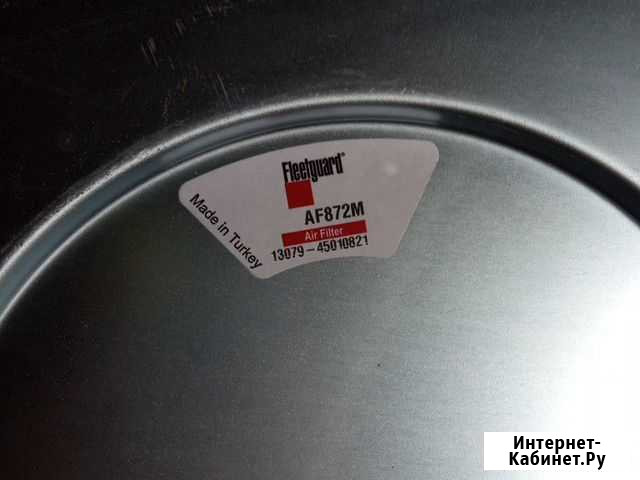 Fleetguard®
AF872M
Air Filter
13079-45010821
Made in Turkey
Интернет-
Кабинет.Ру